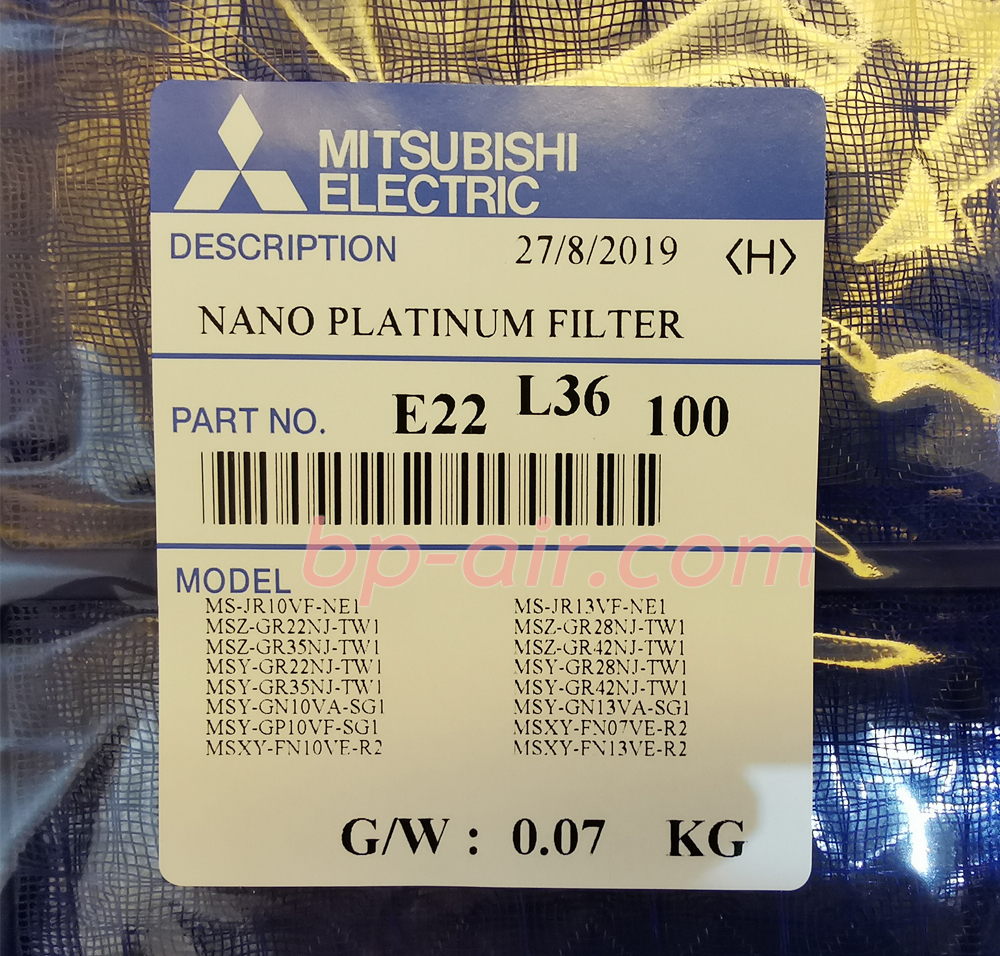 MITSUBISHI
ELECTRIC
DESCRIPTION 27/8/2019 〈H〉
NANO PLATINUM FILTER
PART NO. E22 L36 100
bp-air.com
MODEL
MS-JR10VF-NE1 MS-JR13VF-NE1
MSZ-GR22NJ-TW1 MSZ-GR28NJ-TW1
MSZ-GR35NJ-TW1 MSZ-GR42NJ-TW1
MSY-GR22NJ-TW1 MSY-GR28NJ-TW1
MSY-GR35NJ-TW1 MSY-GR42NJ-TW1
MSY-GN10VA-SG1 MSY-GN13VA-SG1
MSY-GP10VF-SG1 MSXY-FN07VE-R2
MSXY-FN10VE-R2 MSXY-FN13VE-R2
G/W : 0.07 KG